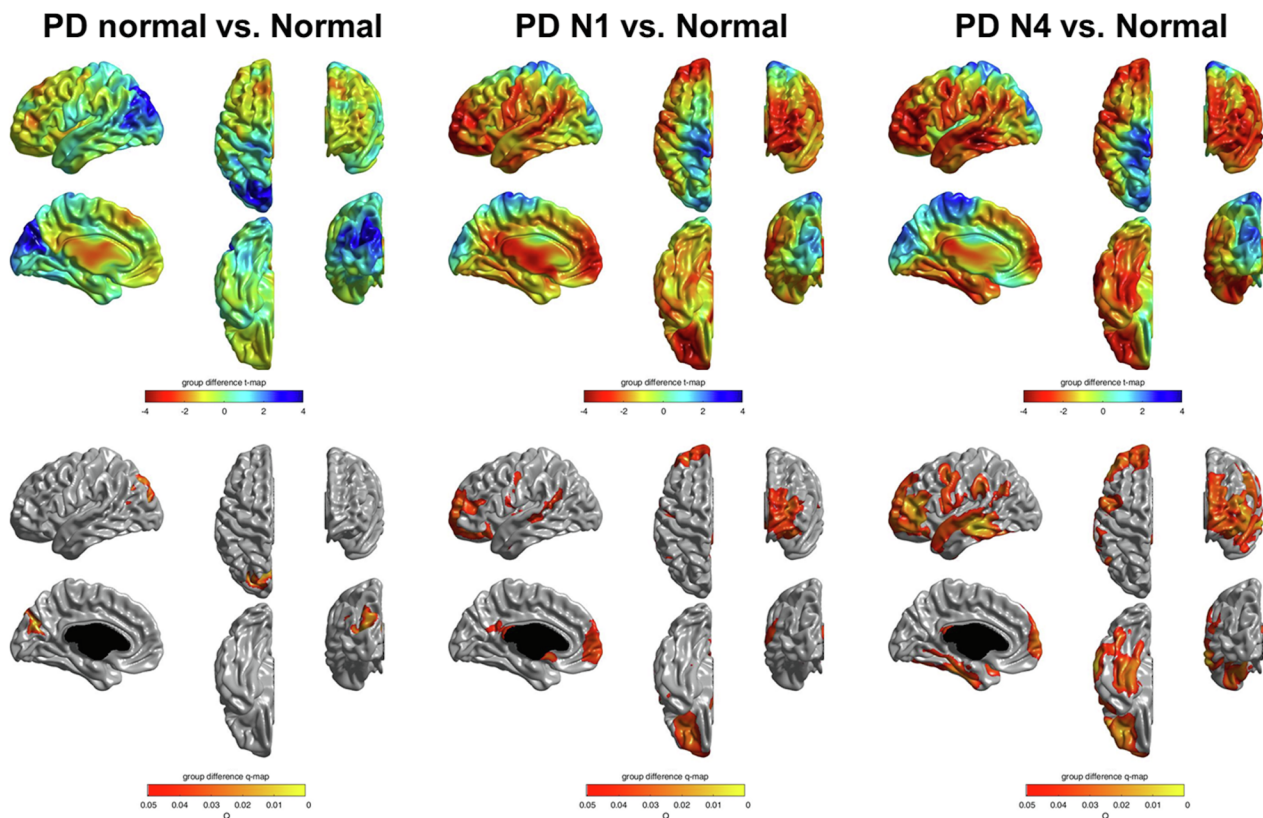 PD normal vs. Normal
PD N1 vs. Normal
PD N4 vs. Normal
group difference t-map
-4 -2 0 2 4
group difference t-map
-4 -2 0 2 4
group difference t-map
-4 -2 0 2 4
group difference q-map
0.05 0.04 0.03 0.02 0.01 0
Q
group difference q-map
0.05 0.04 0.03 0.02 0.01 0
Q
group difference q-map
0.05 0.04 0.03 0.02 0.01 0
Q